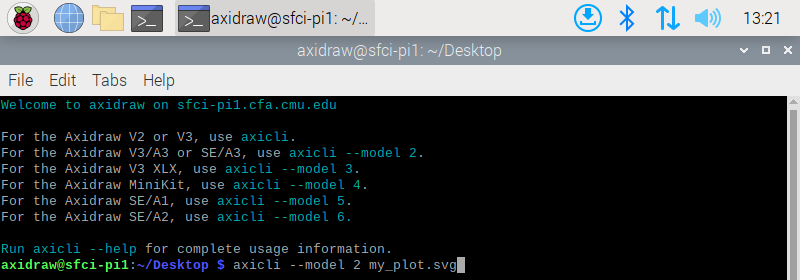 axidraw@sfci-pi1: ~/...
13:21
axidraw@sfci-pi1: ~/Desktop
File Edit Tabs Help
Welcome to axidraw on sfci-pi1.cfa.cmu.edu
For the Axidraw V2 or V3, use axicli.
For the Axidraw V3/A3 or SE/A3, use axicli --model 2.
For the Axidraw V3 XLX, use axicli --model 3.
For the Axidraw MiniKit, use axicli --model 4.
For the Axidraw SE/A1, use axicli --model 5.
For the Axidraw SE/A2, use axicli --model 6.
Run axicli --help for complete usage information.
axidraw@sfci-pi1:~/Desktop $ axicli --model 2 my_plot.svg